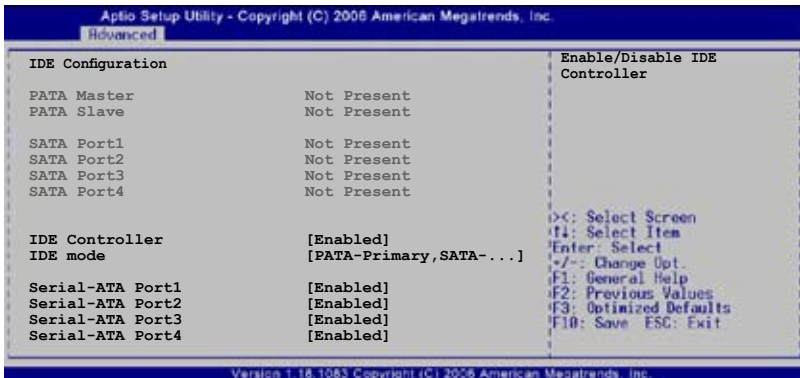 Aptio Setup Utility - Copyright (C) 2006 American Megatrends, Inc.
Advanced
IDE Configuration
PATA Master Not Present
PATA Slave Not Present
SATA Port1 Not Present
SATA Port2 Not Present
SATA Port3 Not Present
SATA Port4 Not Present
IDE Controller [Enabled]
IDE mode [PATA-Primary,SATA-...]
Serial-ATA Port1 [Enabled]
Serial-ATA Port2 [Enabled]
Serial-ATA Port3 [Enabled]
Serial-ATA Port4 [Enabled]
Enable/Disable IDE
Controller
><: Select Screen
↑↓: Select Item
Enter: Select
+/-: Change Opt.
F1: General Help
F2: Previous Values
F3: Optimized Defaults
F10: Save ESC: Exit
Version 1.18.1083 Copyright (C) 2006 American Megatrends, Inc.